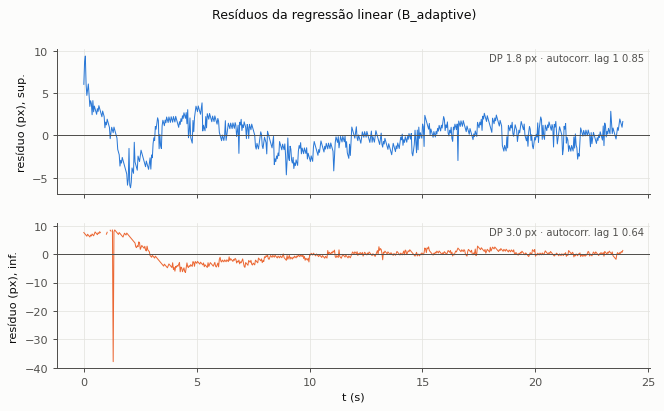 Resíduos da regressão linear (B_adaptive)
DP 1.8 px · autocorr. lag 1 0.85
resíduo (px), sup.
10
5
0
−5
DP 3.0 px · autocorr. lag 1 0.64
resíduo (px), inf.
10
0
−10
−20
−30
−40
0 5 10 15 20 25
t (s)